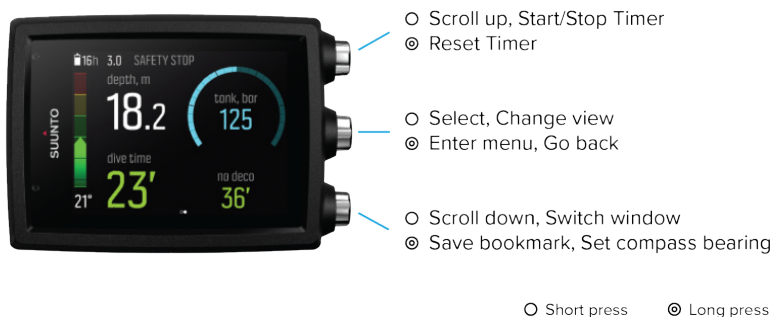 Scroll up, Start/Stop Timer
Reset Timer
16h 3.0 SAFETY STOP
depth, m
18.2
tank, bar
125
Select, Change view
Enter menu, Go back
SUUNTO
dive time
23'
no deco
36'
21°
Scroll down, Switch window
Save bookmark, Set compass bearing
Short press
Long press